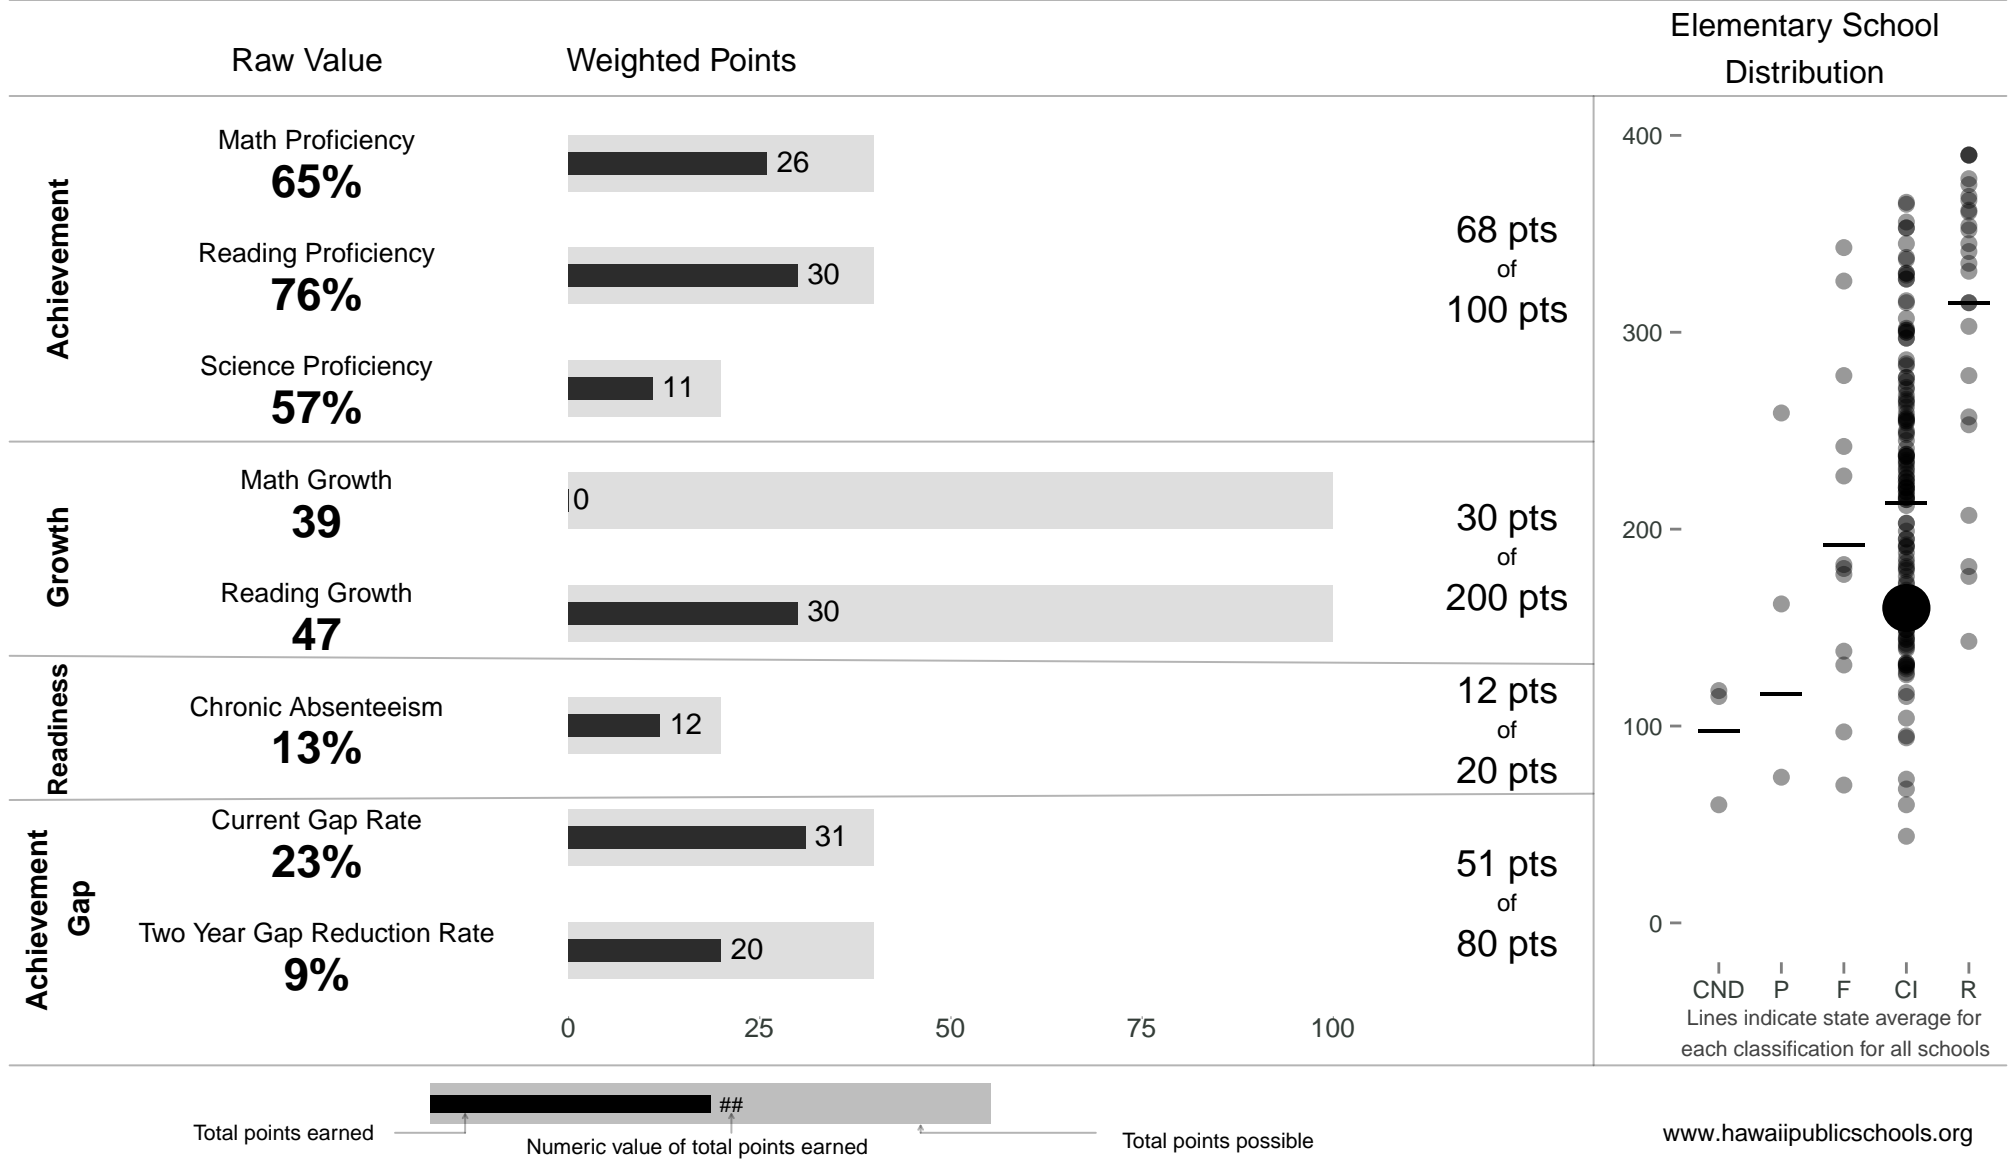 Raw Value
Weighted Points
Elementary School
Distribution
Achievement
Math Proficiency
65%
26
Reading Proficiency
76%
30
Science Proficiency
57%
11
68 pts
of
100 pts
Growth
Math Growth
39
0
Reading Growth
47
30
30 pts
of
200 pts
Readiness
Chronic Absenteeism
13%
12
12 pts
of
20 pts
Achievement
Gap
Current Gap Rate
23%
31
Two Year Gap Reduction Rate
9%
20
51 pts
of
80 pts
0 25 50 75 100
400
300
200
100
0
CND P F CI R
Lines indicate state average for
each classification for all schools
##
Total points earned
Numeric value of total points earned
Total points possible
www.hawaiipublicschools.org